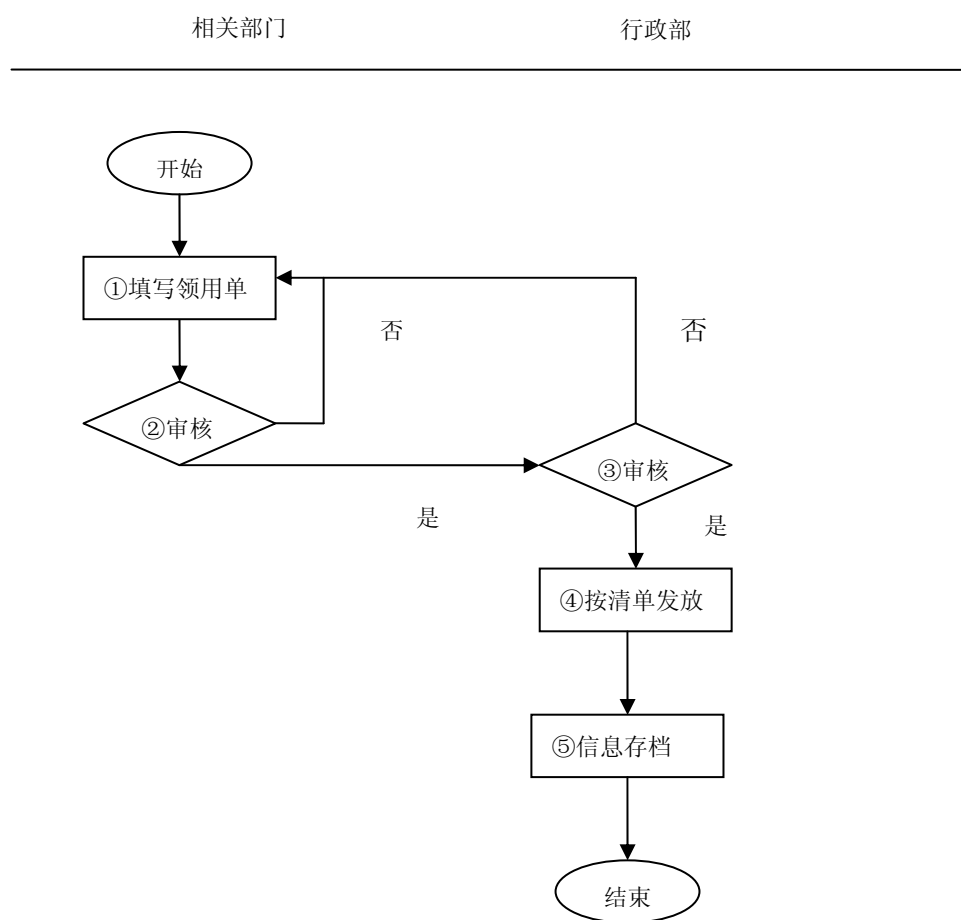 相关部门
行政部
开始
①填写领用单
否
否
②审核
③审核
是
是
④按清单发放
⑤信息存档
结束